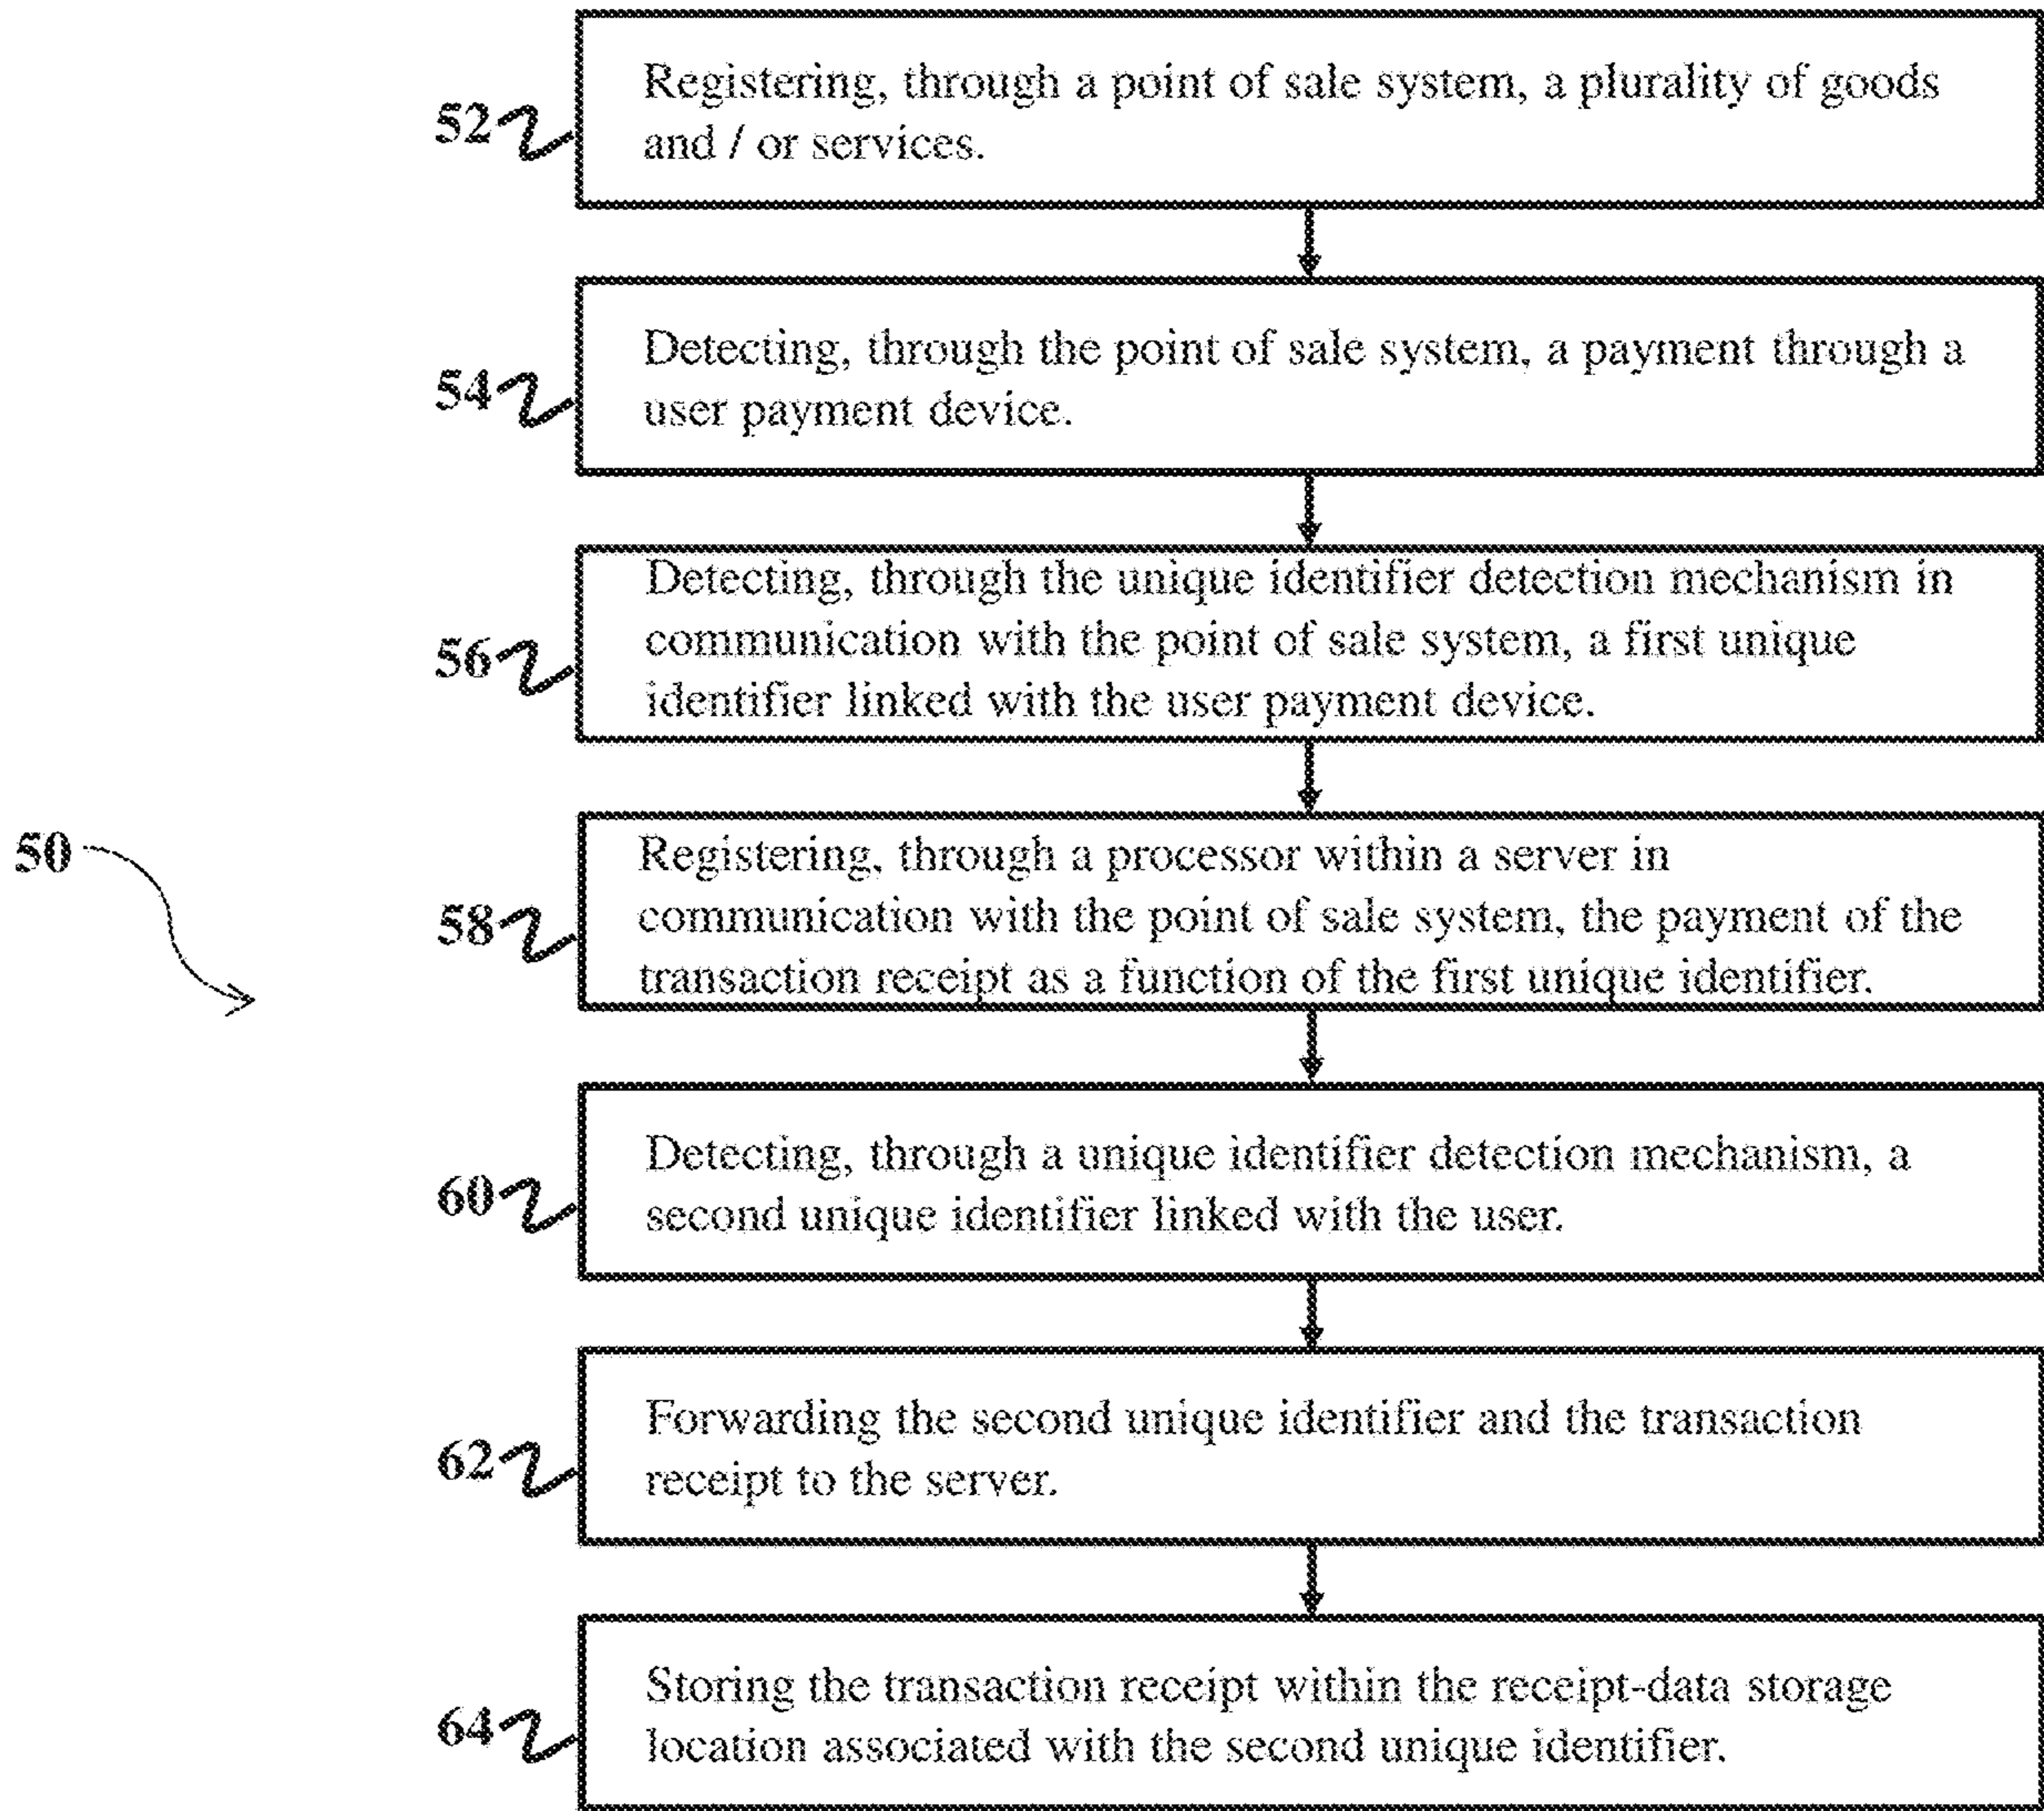 52
Registering, through a point of sale system, a plurality of goods
and / or services.
54
Detecting, through the point of sale system, a payment through a
user payment device.
56
Detecting, through the unique identifier detection mechanism in
communication with the point of sale system, a first unique
identifier linked with the user payment device.
50
58
Registering, through a processor within a server in
communication with the point of sale system, the payment of the
transaction receipt as a function of the first unique identifier.
60
Detecting, through a unique identifier detection mechanism, a
second unique identifier linked with the user.
62
Forwarding the second unique identifier and the transaction
receipt to the server.
64
Storing the transaction receipt within the receipt-data storage
location associated with the second unique identifier.